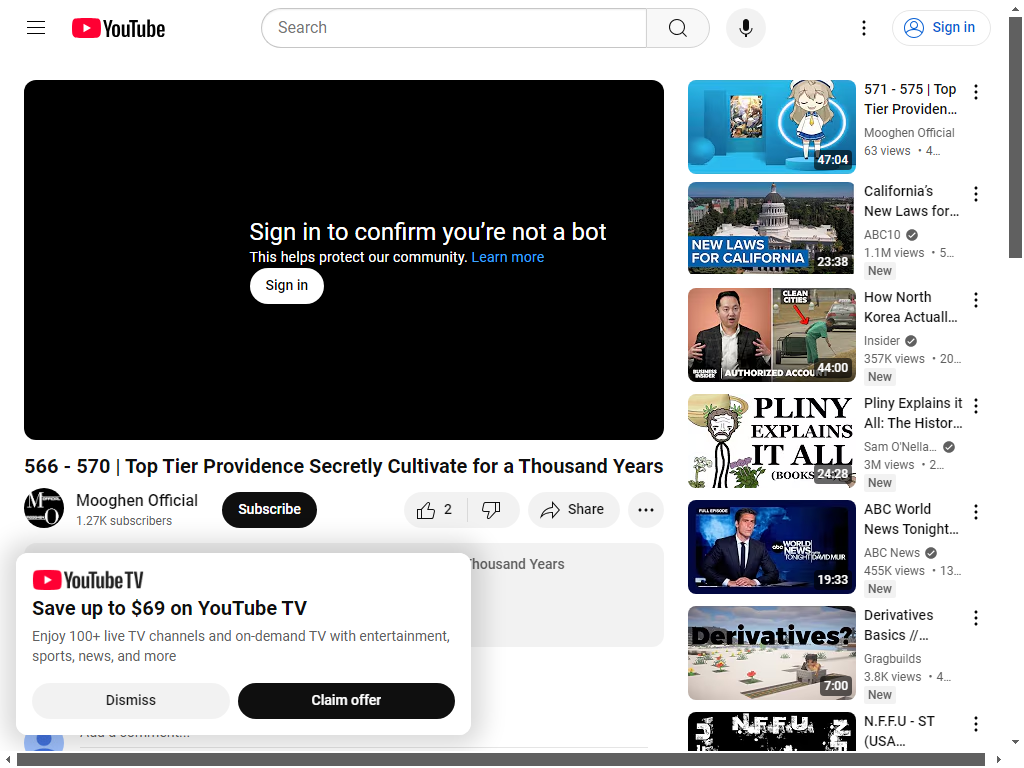 YouTube
Search
Sign in
Sign in to confirm you're not a bot
This helps protect our community. Learn more
Sign in
566 - 570 | Top Tier Providence Secretly Cultivate for a Thousand Years
Mooghen Official
1.27K subscribers
Subscribe
2
Share
Thousand Years
YouTube TV
Save up to $69 on YouTube TV
Enjoy 100+ live TV channels and on-demand TV with entertainment,
sports, news, and more
Dismiss
Claim offer
Add a comment...
47:04
571 - 575 | Top
Tier Providen...
Mooghen Official
63 views • 4...
NEW LAWS
FOR CALIFORNIA
23:38
California's
New Laws for...
ABC10
1.1M views • 5...
New
CLEAN
CITIES
BUSINESS
INSIDER
AUTHORIZED ACCOU
44:00
How North
Korea Actuall...
Insider
357K views • 20...
New
PLINY
EXPLAINS
IT ALL
(BOOKS
24:28
Pliny Explains it
All: The Histor...
Sam O'Nella...
3M views • 2...
New
FULL EPISODE
abc WORLD
NEWS
TONIGHT DAVID MUIR
19:33
ABC World
News Tonight...
ABC News
455K views • 13...
New
Derivatives?
7:00
Derivatives
Basics //...
Gragbuilds
3.8K views • 4...
New
N.F.F.U
N.F.F.U - ST
(USA...